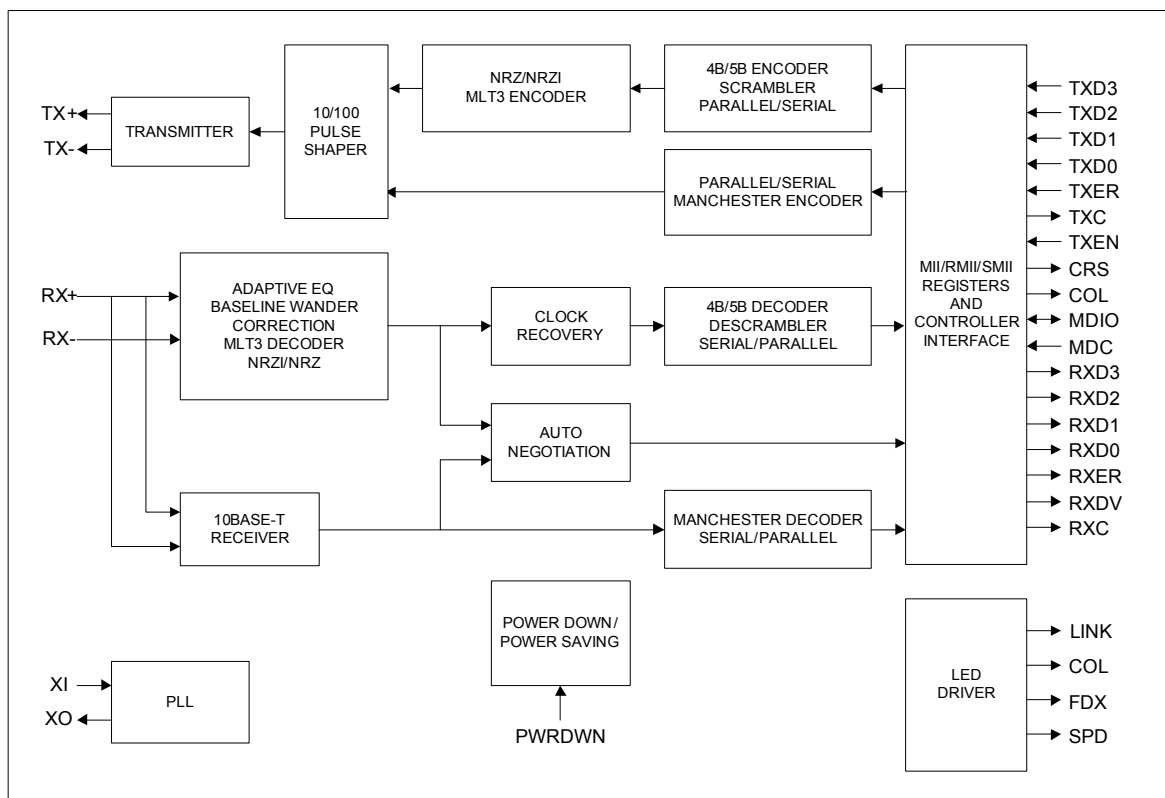 NRZ/NRZI
MLT3 ENCODER
4B/5B ENCODER
SCRAMBLER
PARALLEL/SERIAL
10/100
PULSE
SHAPER
TX+
TX-
TRANSMITTER
PARALLEL/SERIAL
MANCHESTER ENCODER
RX+
RX-
ADAPTIVE EQ
BASELINE WANDER
CORRECTION
MLT3 DECODER
NRZI/NRZ
CLOCK
RECOVERY
4B/5B DECODER
DESCRAMBLER
SERIAL/PARALLEL
AUTO
NEGOTIATION
10BASE-T
RECEIVER
MANCHESTER DECODER
SERIAL/PARALLEL
MII/RMII/SMII
REGISTERS
AND
CONTROLLER
INTERFACE
TXD3
TXD2
TXD1
TXD0
TXER
TXC
TXEN
CRS
COL
MDIO
MDC
RXD3
RXD2
RXD1
RXD0
RXER
RXDV
RXC
POWER DOWN/
POWER SAVING
PWRDWN
XI
XO
PLL
LED
DRIVER
LINK
COL
FDX
SPD